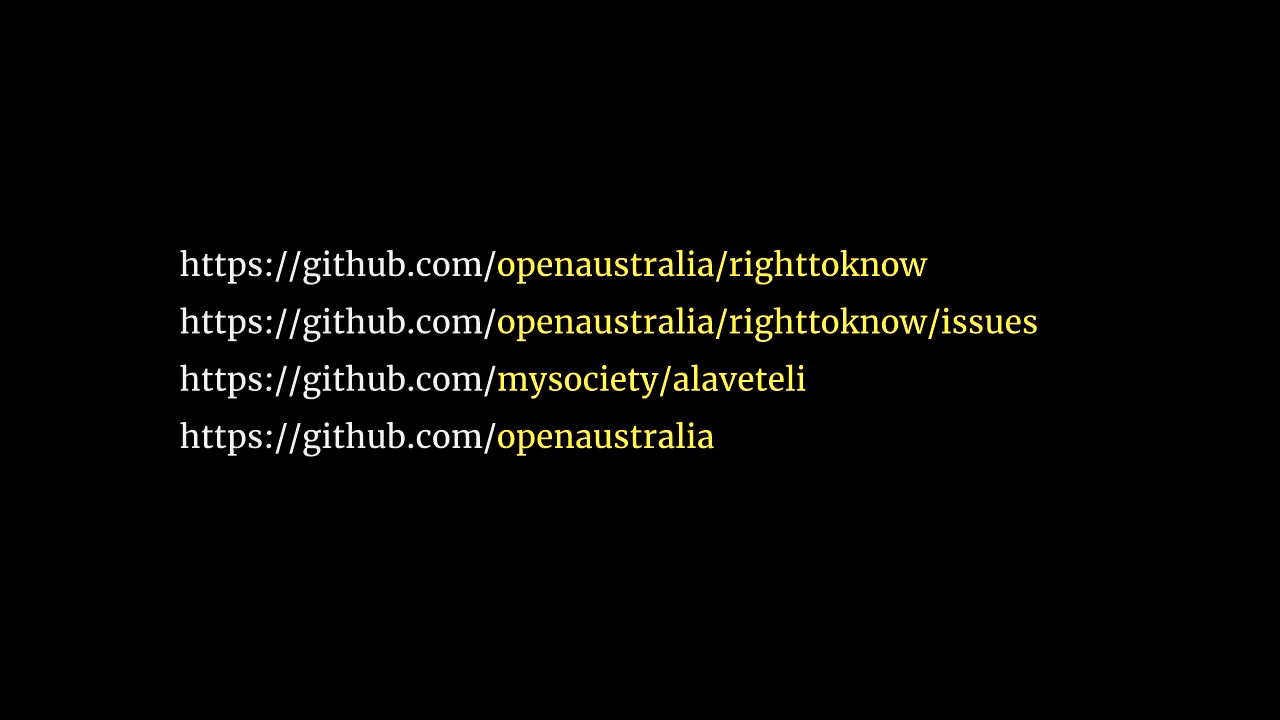 https://github.com/openaustralia/righttoknow
https://github.com/openaustralia/righttoknow/issues
https://github.com/mysociety/alaveteli
https://github.com/openaustralia